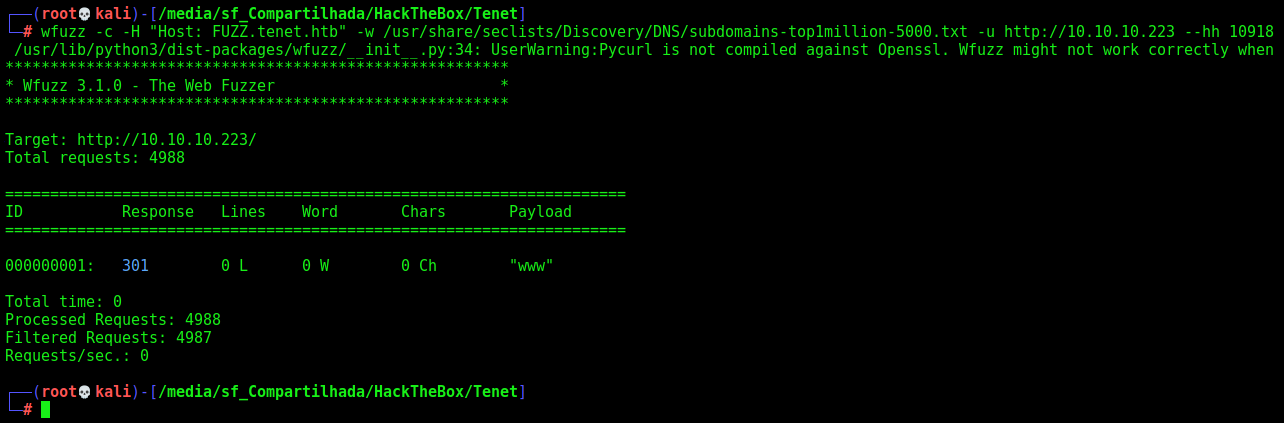 ┌──(root💀kali)-[/media/sf_Compartilhada/HackTheBox/Tenet]
└─# wfuzz -c -H "Host: FUZZ.tenet.htb" -w /usr/share/seclists/Discovery/DNS/subdomains-top1million-5000.txt -u http://10.10.10.223 --hh 10918
 /usr/lib/python3/dist-packages/wfuzz/__init__.py:34: UserWarning:Pycurl is not compiled against Openssl. Wfuzz might not work correctly when
********************************************************
* Wfuzz 3.1.0 - The Web Fuzzer                         *
********************************************************
Target: http://10.10.10.223/
Total requests: 4988
=====================================================================
ID           Response   Lines    Word       Chars       Payload
=====================================================================
000000001:   301        0 L      0 W        0 Ch        "www"
Total time: 0
Processed Requests: 4988
Filtered Requests: 4987
Requests/sec.: 0
┌──(root💀kali)-[/media/sf_Compartilhada/HackTheBox/Tenet]
└─#